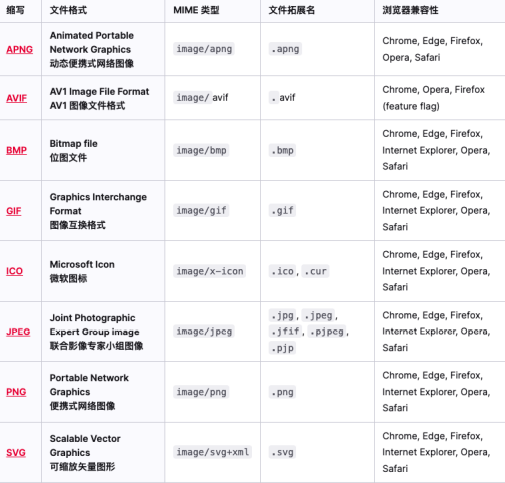 缩写 文件格式 MIME 类型 文件拓展名 浏览器兼容性
APNG Animated Portable Network Graphics 动态便携式网络图像 image/apng .apng Chrome, Edge, Firefox, Opera, Safari
AVIF AV1 Image File Format AV1 图像文件格式 image/ avif . avif Chrome, Opera, Firefox (feature flag)
BMP Bitmap file 位图文件 image/bmp .bmp Chrome, Edge, Firefox, Internet Explorer, Opera, Safari
GIF Graphics Interchange Format 图像互换格式 image/gif .gif Chrome, Edge, Firefox, Internet Explorer, Opera, Safari
ICO Microsoft Icon 微软图标 image/x-icon .ico, .cur Chrome, Edge, Firefox, Internet Explorer, Opera, Safari
JPEG Joint Photographic Expert Group image 联合影像专家小组图像 image/jpeg .jpg, .jpeg, .jfif, .pjpeg, .pjp Chrome, Edge, Firefox, Internet Explorer, Opera, Safari
PNG Portable Network Graphics 便携式网络图像 image/png .png Chrome, Edge, Firefox, Internet Explorer, Opera, Safari
SVG Scalable Vector Graphics 可缩放矢量图形 image/svg+xml .svg Chrome, Edge, Firefox, Internet Explorer, Opera, Safari